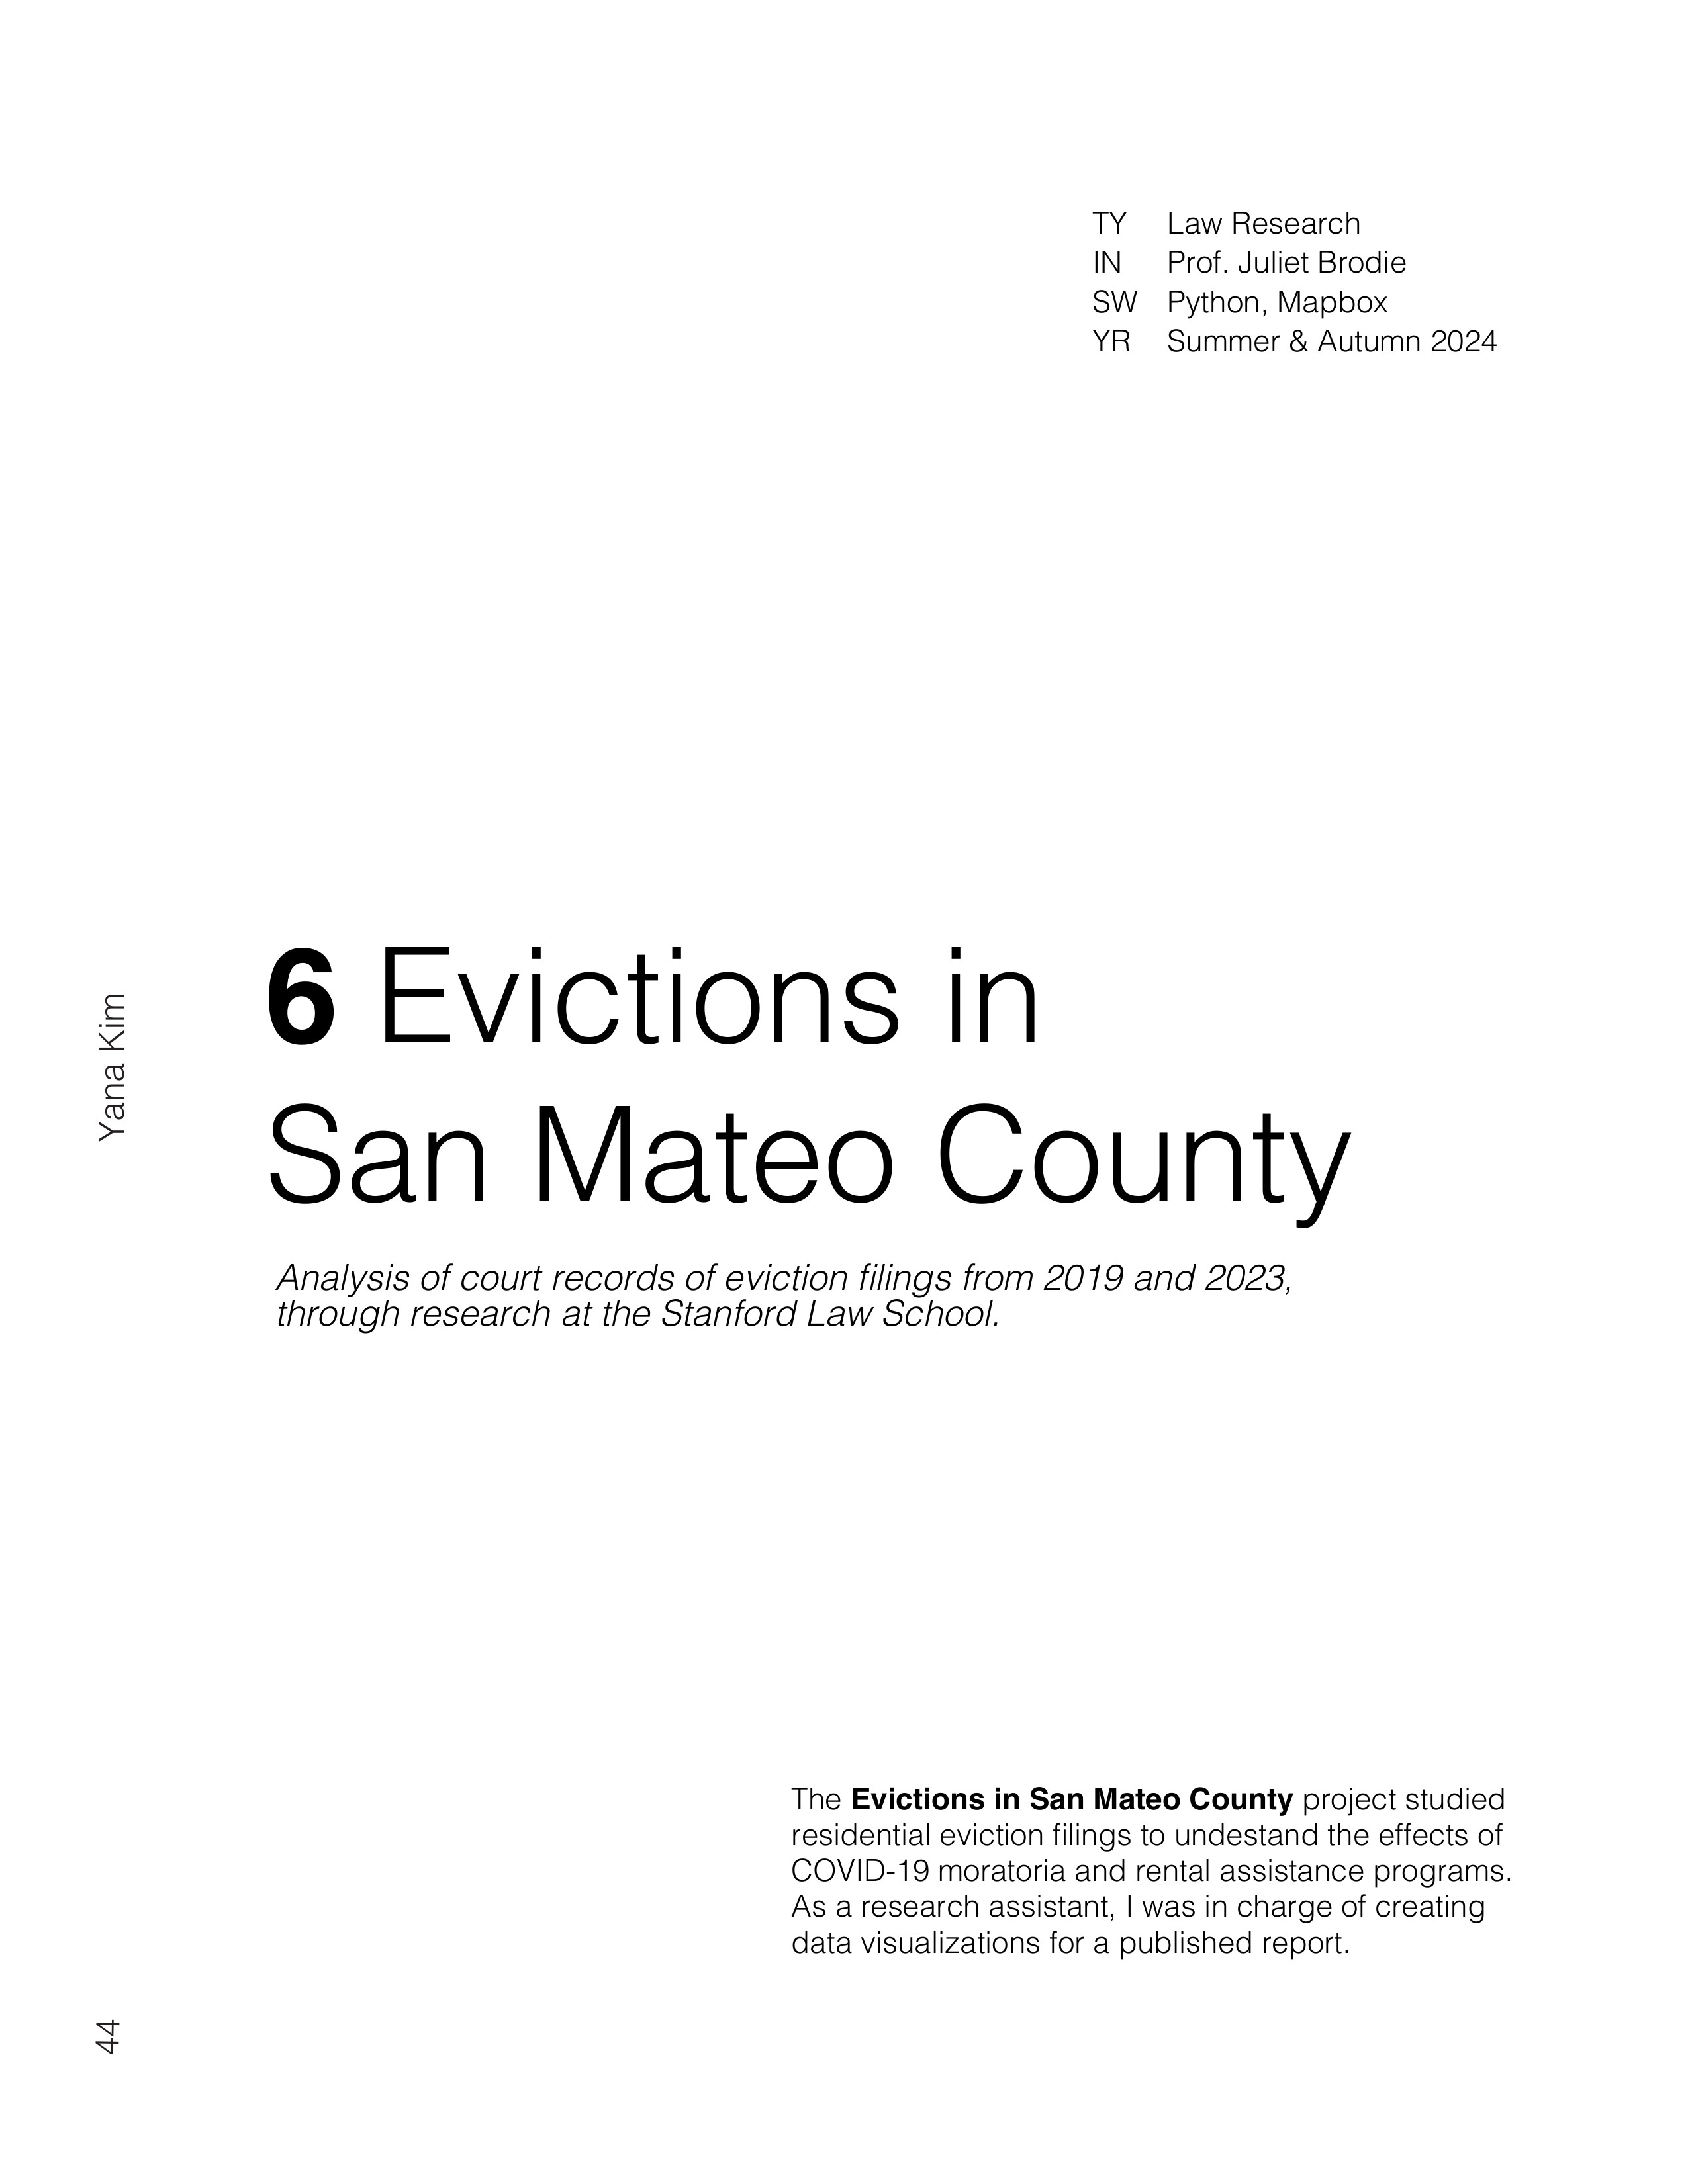 TY Law Research
IN Prof. Juliet Brodie
SW Python, Mapbox
YR Summer & Autumn 2024
6 Evictions in
San Mateo County
Analysis of court records of eviction filings from 2019 and 2023,
through research at the Stanford Law School.
The Evictions in San Mateo County project studied
residential eviction filings to undestand the effects of
COVID-19 moratoria and rental assistance programs.
As a research assistant, I was in charge of creating
data visualizations for a published report.
Yana Kim
44